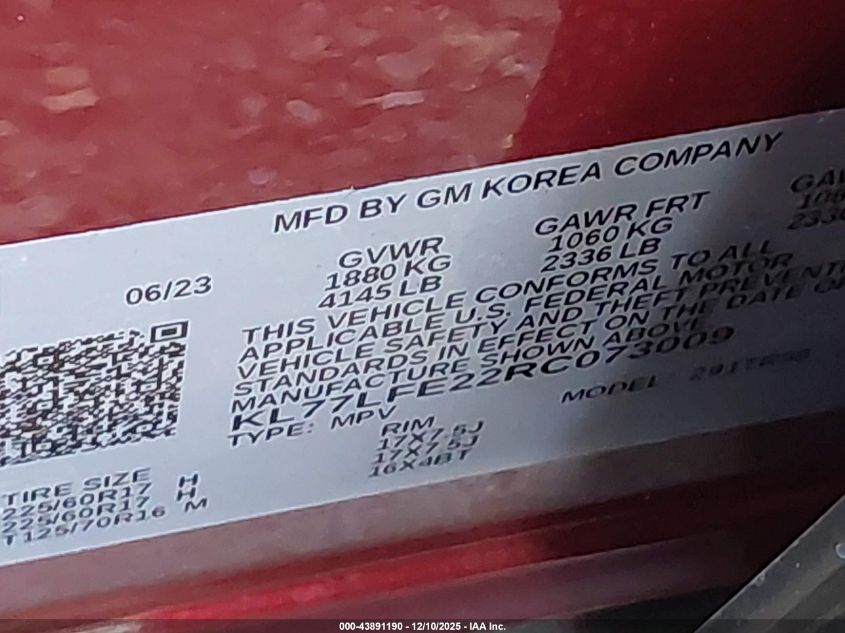 MFD BY GM KOREA COMPANY
06/23
GVWR
1880 KG
4145 LB
GAWR FRT
1060 KG
2336 LB
THIS VEHICLE CONFORMS TO ALL
APPLICABLE U.S. FEDERAL MOTOR
VEHICLE SAFETY AND THEFT PREVENTI
STANDARDS IN EFFECT ON THE DATE OF
MANUFACTURE SHOWN ABOVE
KL77LFE22RC073009
TYPE: MPV
MODEL:
RIM
17X7.5J
17X7.5J
16X4BT
TIRE SIZE
225/60R17 H
225/60R17 H
T125/70R16 M
000-43891190 - 12/10/2025 - IAA Inc.